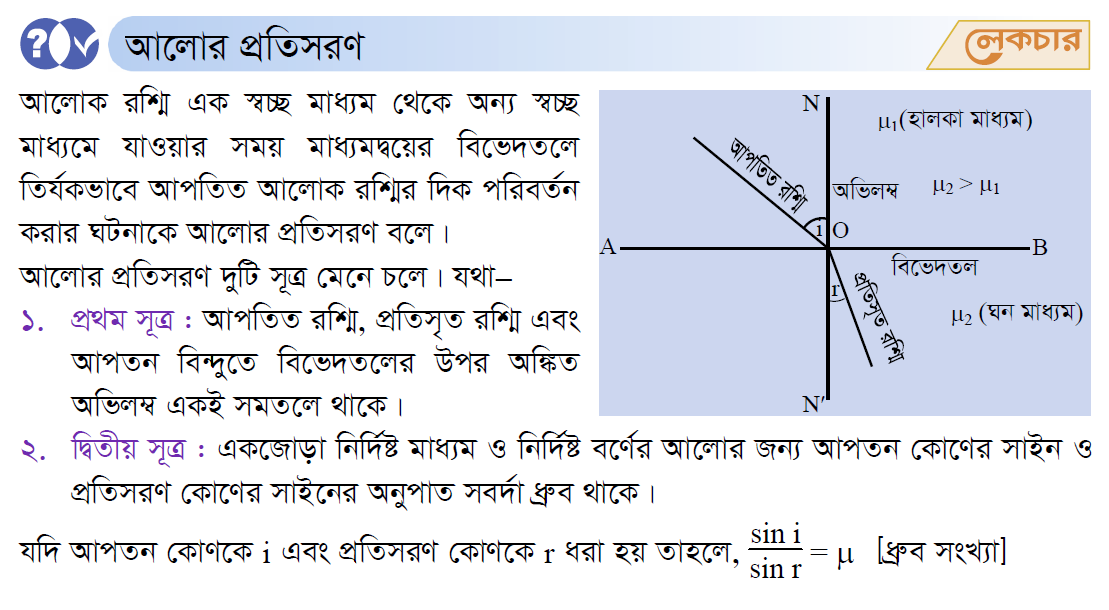 আলোর প্রতিসরণ
লেকচার
আলোক রশ্মি এক স্বচ্ছ মাধ্যম থেকে অন্য স্বচ্ছ
মাধ্যমে যাওয়ার সময় মাধ্যমদ্বয়ের বিভেদতলে
তির্যকভাবে আপতিত আলোক রশ্মির দিক পরিবর্তন
করার ঘটনাকে আলোর প্রতিসরণ বলে।
আলোর প্রতিসরণ দুটি সূত্র মেনে চলে। যথা–
১. প্রথম সূত্র : আপতিত রশ্মি, প্রতিসৃত রশ্মি এবং
আপতন বিন্দুতে বিভেদতলের উপর অঙ্কিত
অভিলম্ব একই সমতলে থাকে।
N
μ₁(হালকা মাধ্যম)
আপতিত রশ্মি
অভিলম্ব
μ₂ > μ₁
i
O
A
B
বিভেদতল
r
প্রতিসৃত রশ্মি
μ₂ (ঘন মাধ্যম)
N′
২. দ্বিতীয় সূত্র : একজোড়া নির্দিষ্ট মাধ্যম ও নির্দিষ্ট বর্ণের আলোর জন্য আপতন কোণের সাইন ও
প্রতিসরণ কোণের সাইনের অনুপাত সবর্দা ধ্রুব থাকে।
যদি আপতন কোণকে i এবং প্রতিসরণ কোণকে r ধরা হয় তাহলে, sin i / sin r = μ [ধ্রুব সংখ্যা]